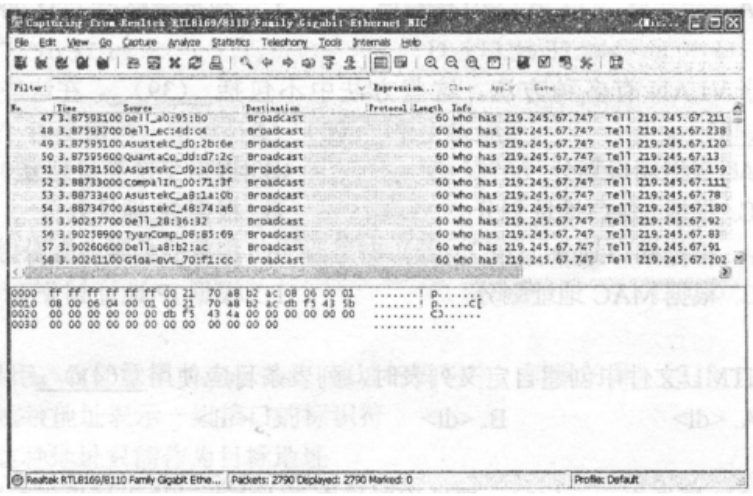 Capturing from Realtek RTL8169/8110 Family Gigabit Ethernet NIC
File Edit View Go Capture Analyze Statistics Telephony Tools Internals Help
Filter: Expression... Clear Apply Save
No. Time Source Destination Protocol Length Info
47 3.87593100 Dell_a0:95:b0 Broadcast 60 who has 219.245.67.74? Tell 219.245.67.211
48 3.87593700 Dell_ec:4d:c4 Broadcast 60 who has 219.245.67.74? Tell 219.245.67.238
49 3.87595100 AsustekC_d0:2b:6e Broadcast 60 who has 219.245.67.74? Tell 219.245.67.120
50 3.87595600 QuantaCo_dd:d7:2c Broadcast 60 who has 219.245.67.74? Tell 219.245.67.13
51 3.88731500 AsustekC_d9:a0:1c Broadcast 60 who has 219.245.67.74? Tell 219.245.67.159
52 3.88733000 CompalIn_00:71:3f Broadcast 60 who has 219.245.67.74? Tell 219.245.67.111
53 3.88733400 AsustekC_a8:1a:00 Broadcast 60 who has 219.245.67.74? Tell 219.245.67.78
54 3.88734700 AsustekC_48:74:a6 Broadcast 60 who has 219.245.67.74? Tell 219.245.67.180
55 3.90257700 Dell_28:36:32 Broadcast 60 who has 219.245.67.74? Tell 219.245.67.92
56 3.90258900 TyanComp_08:85:69 Broadcast 60 who has 219.245.67.74? Tell 219.245.67.83
57 3.90260600 Dell_a8:b2:ac Broadcast 60 who has 219.245.67.74? Tell 219.245.67.91
58 3.90261100 Giga-Byt_70:f1:cc Broadcast 60 who has 219.245.67.74? Tell 219.245.67.202
0000 ff ff ff ff ff ff 00 21 70 a8 b2 ac 08 06 00 01
0010 08 00 06 04 00 01 00 21 70 a8 b2 ac db f5 43 5b
0020 00 00 00 00 00 00 db f5 43 4a 00 00 00 00 00 00
0030 00 00 00 00 00 00 00 00 00 00 00 00
Realtek RTL8169/8110 Family Gigabit Ethe... Packets: 2790 Displayed: 2790 Marked: 0 Profile: Default